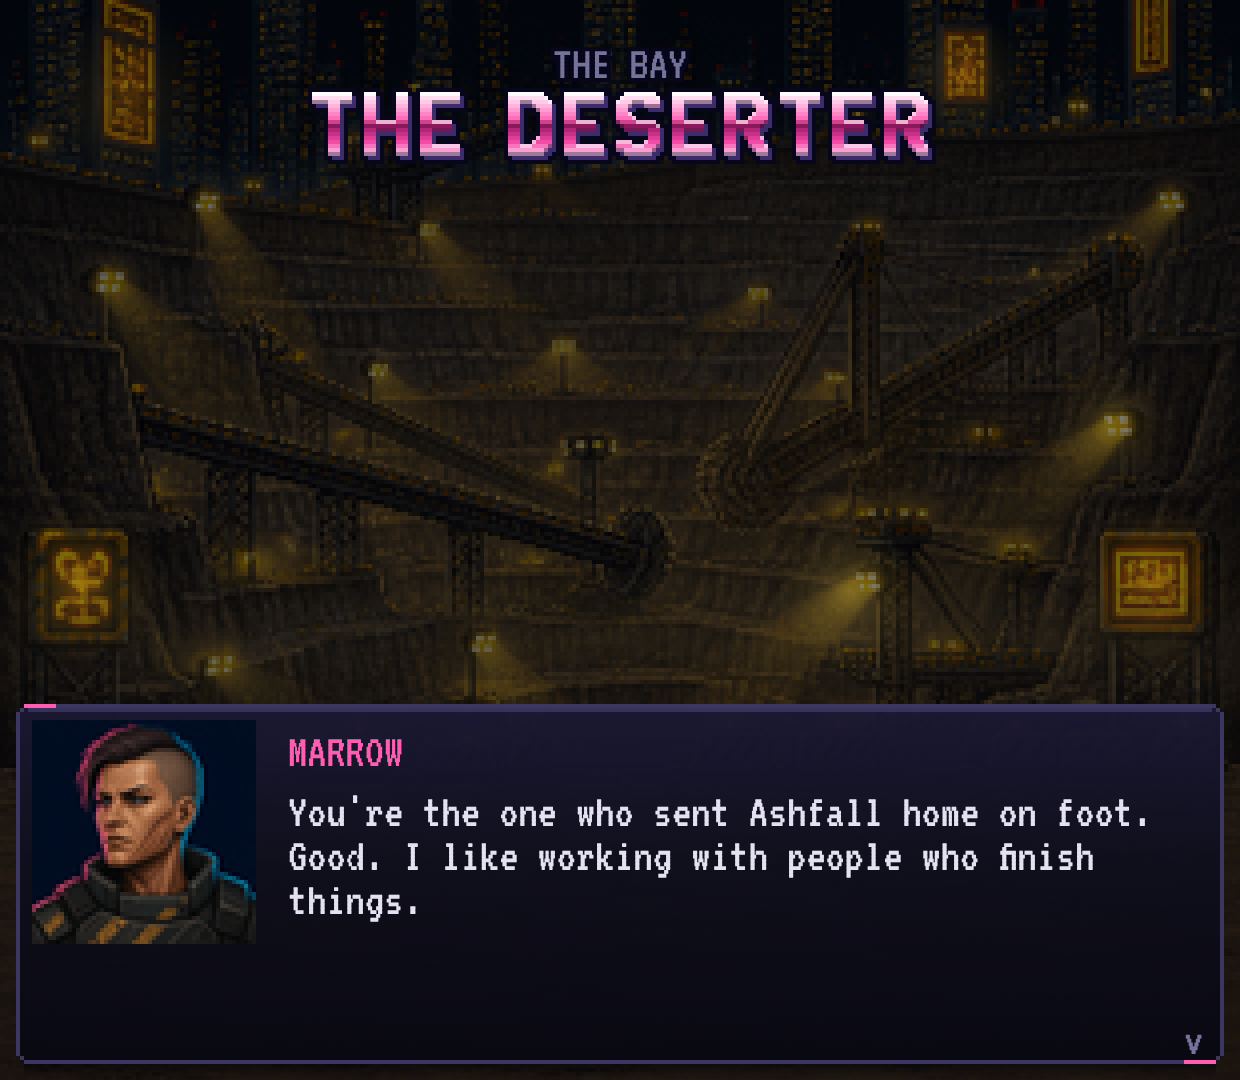 THE BAY
THE DESERTER
MARROW
You're the one who sent Ashfall home on foot.
Good. I like working with people who finish
things.
v